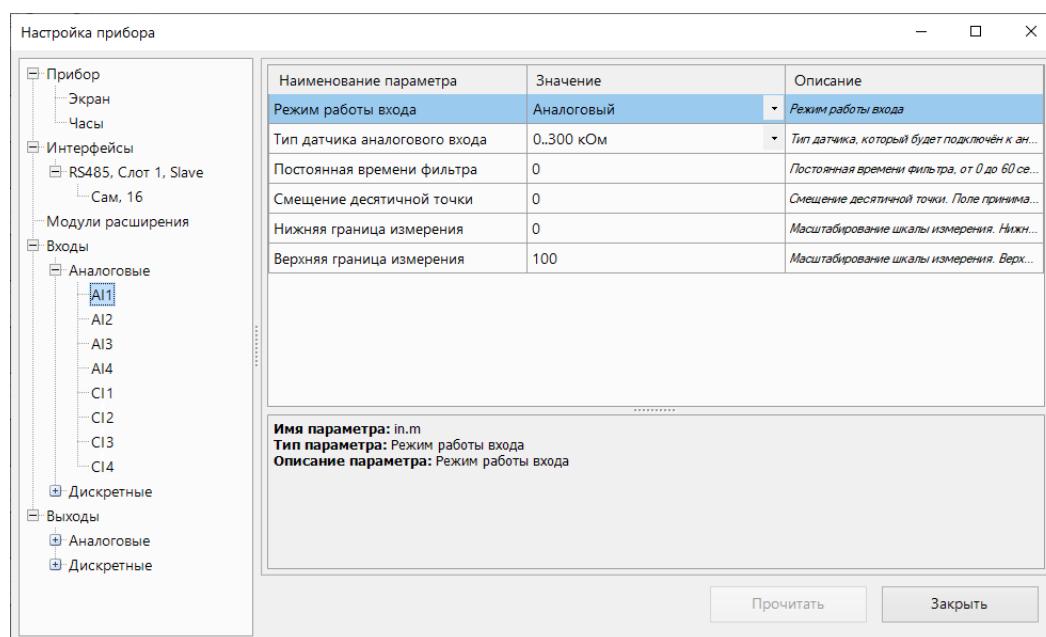 Настройка прибора
Прибор
Экран
Часы
Интерфейсы
RS485, Слот 1, Slave
Сам, 16
Модули расширения
Входы
Аналоговые
AI1
AI2
AI3
AI4
CI1
CI2
CI3
CI4
Дискретные
Выходы
Аналоговые
Дискретные
Наименование параметра Значение Описание
Режим работы входа Аналоговый Режим работы входа
Тип датчика аналогового входа 0..300 кОм Тип датчика, который будет подключён к ан...
Постоянная времени фильтра 0 Постоянная времени фильтра, от 0 до 60 се...
Смещение десятичной точки 0 Смещение десятичной точки. Поле принима...
Нижняя граница измерения 0 Масштабирование шкалы измерения. Нижн...
Верхняя граница измерения 100 Масштабирование шкалы измерения. Верх...
Имя параметра: in.m
Тип параметра: Режим работы входа
Описание параметра: Режим работы входа
Прочитать Закрыть